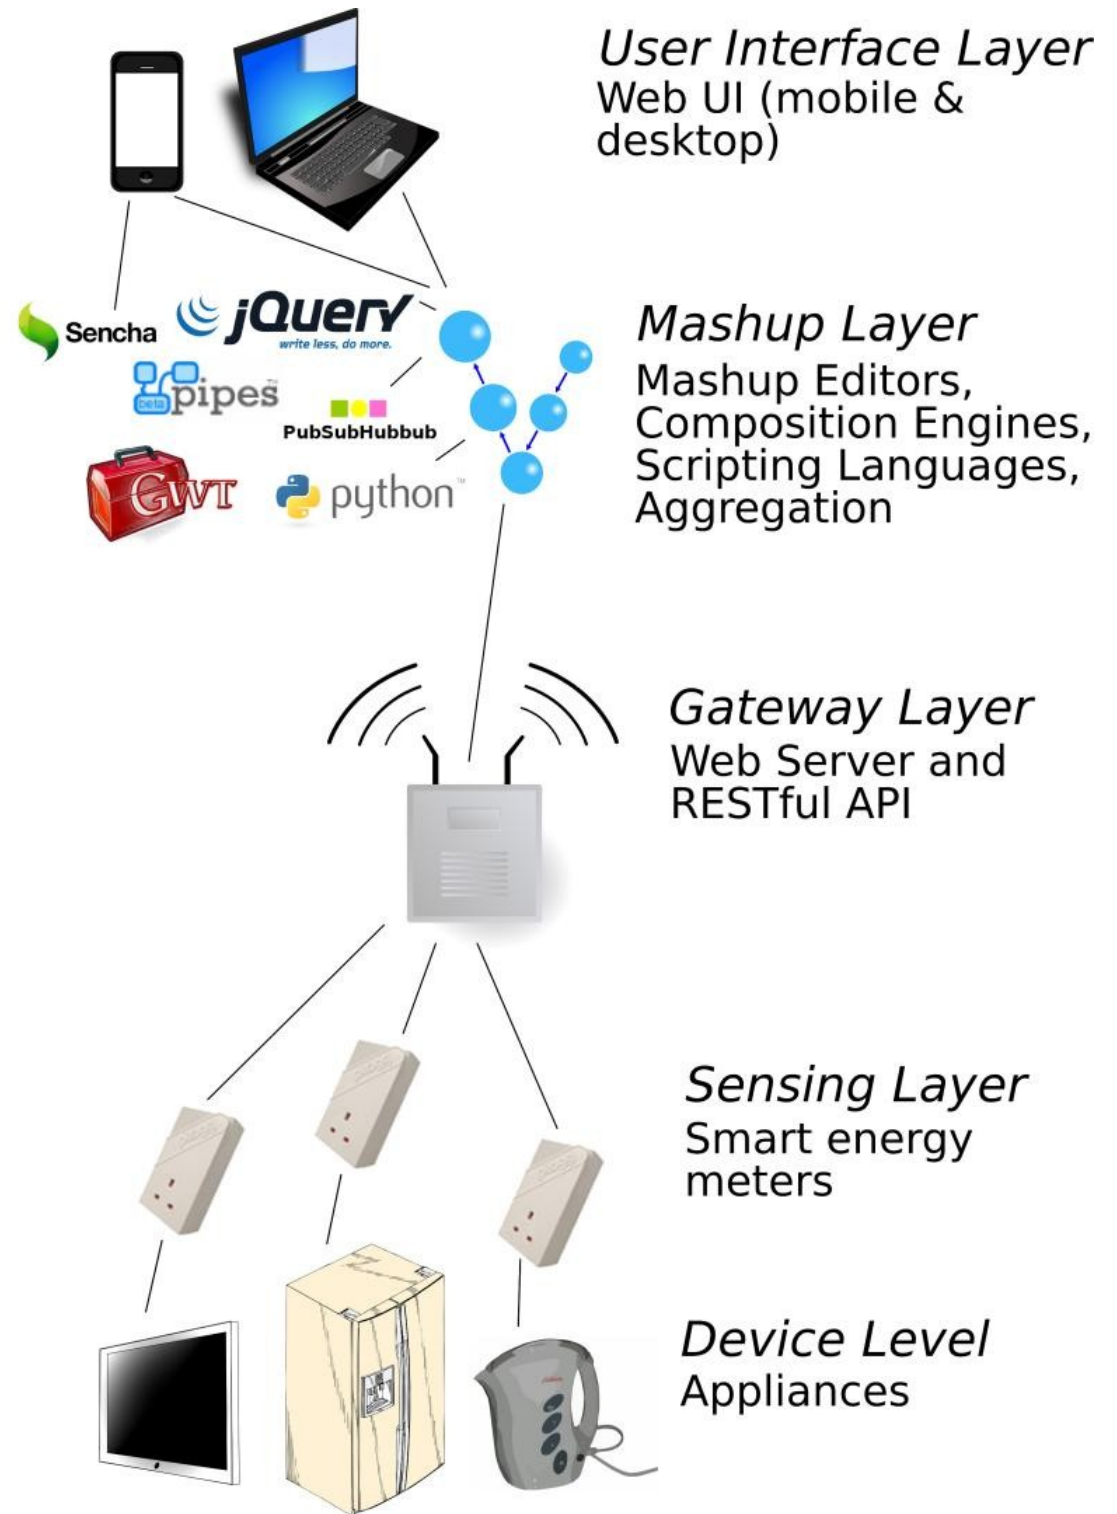 User Interface Layer
Web UI (mobile &
desktop)
Sencha
jQuery
write less, do more.
pipes
beta
PubSubHubbub
GWT
python™
Mashup Layer
Mashup Editors,
Composition Engines,
Scripting Languages,
Aggregation
Gateway Layer
Web Server and
RESTful API
Sensing Layer
Smart energy
meters
Device Level
Appliances